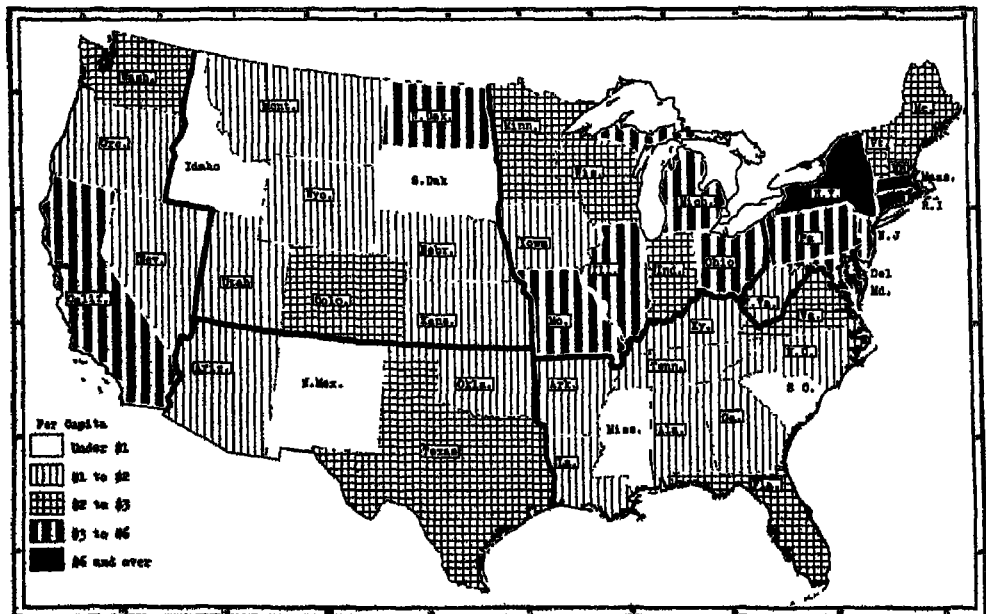 Wash.
Mont.
N.Dak.
Minn.
Me.
Vt.
Ore.
Idaho
S.Dak
Wis.
Mich.
N.Y.
Mass.
R.I
Wyo.
Iowa
Nebr.
Nev.
Utah
Colo.
Ill.
Ind.
Ohio
Pa.
N.J
Del
Md.
Calif.
Kans.
Mo.
W.Va.
Va.
Ky.
Ariz.
N.Mex.
Okla.
Ark.
Tenn.
N.C.
S C.
Miss.
Ala.
Ga.
Texas
La.
Fla.
Per Capita
Under $1
$1 to $2
$2 to $3
$3 to $6
$6 and over